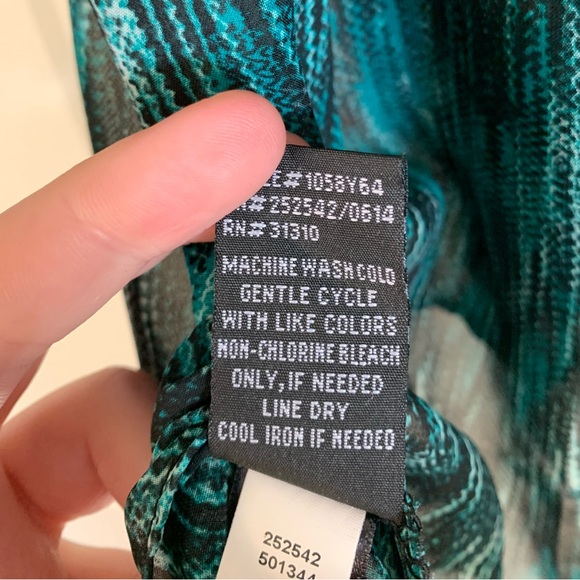 #1058Y64
#252542/0614
RN#31310
MACHINE WASH COLD
GENTLE CYCLE
WITH LIKE COLORS
NON-CHLORINE BLEACH
ONLY, IF NEEDED
LINE DRY
COOL IRON IF NEEDED
252542
501344